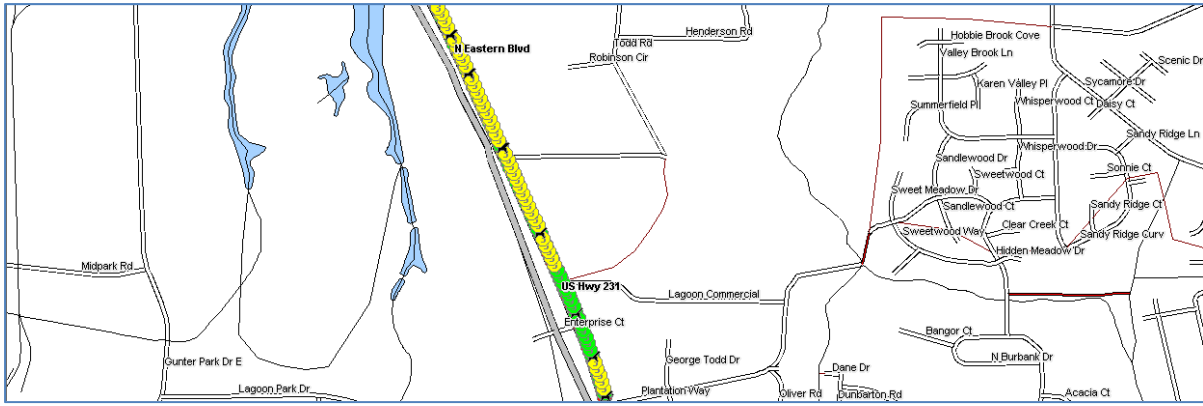 Henderson Rd
Todd Rd
N Eastern Blvd
Robinson Cir
Hobbie Brook Cove
Valley Brook Ln
Scenic Dr
Karen Valley Pl
Sycamore Dr
Summerfield Pl
Whisperwood Ct
Daisy Ct
Sandy Ridge Ln
Whisperwood Dr
Sandlewood Dr
Sonnie Ct
Sweetwood Ct
Sweet Meadow Dr
Sandlewood Ct
Sandy Ridge Ct
Clear Creek Ct
Sweetwood Way
Sandy Ridge Curv
Hidden Meadow Dr
Midpark Rd
US Hwy 231
Lagoon Commercial
Enterprise Ct
Bangor Ct
Gunter Park Dr E
George Todd Dr
N Burbank Dr
Dane Dr
Lagoon Park Dr
Plantation Way
Oliver Rd
Dunbarton Rd
Acacia Ct